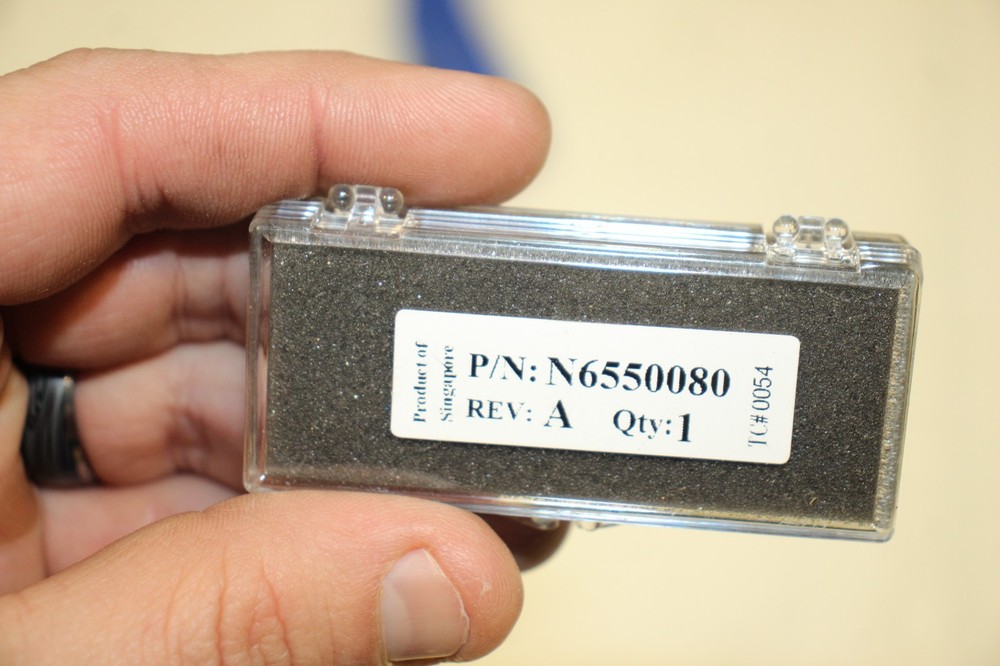 Product of
Singapore
P/N: N6550080
REV: A Qty: 1
TC# 0054